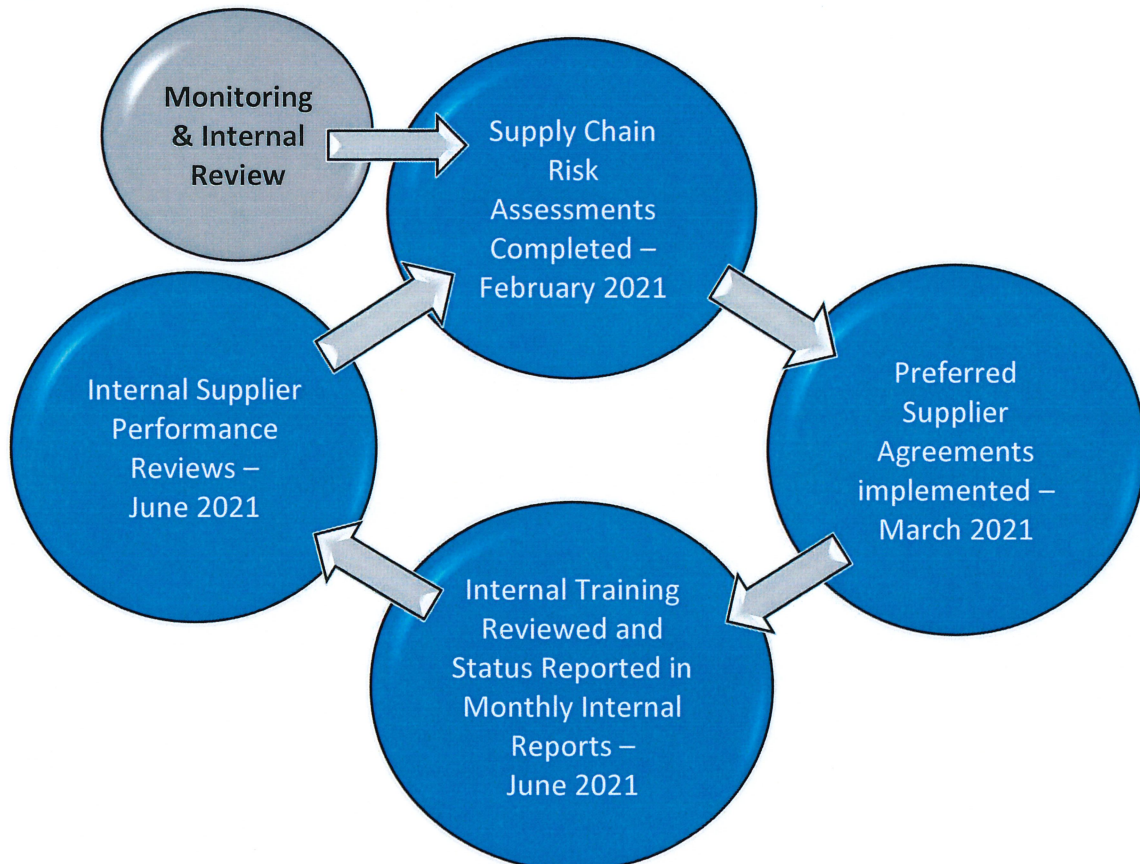 Monitoring
& Internal
Review
Supply Chain
Risk
Assessments
Completed –
February 2021
Preferred
Supplier
Agreements
implemented –
March 2021
Internal Training
Reviewed and
Status Reported in
Monthly Internal
Reports –
June 2021
Internal Supplier
Performance
Reviews –
June 2021